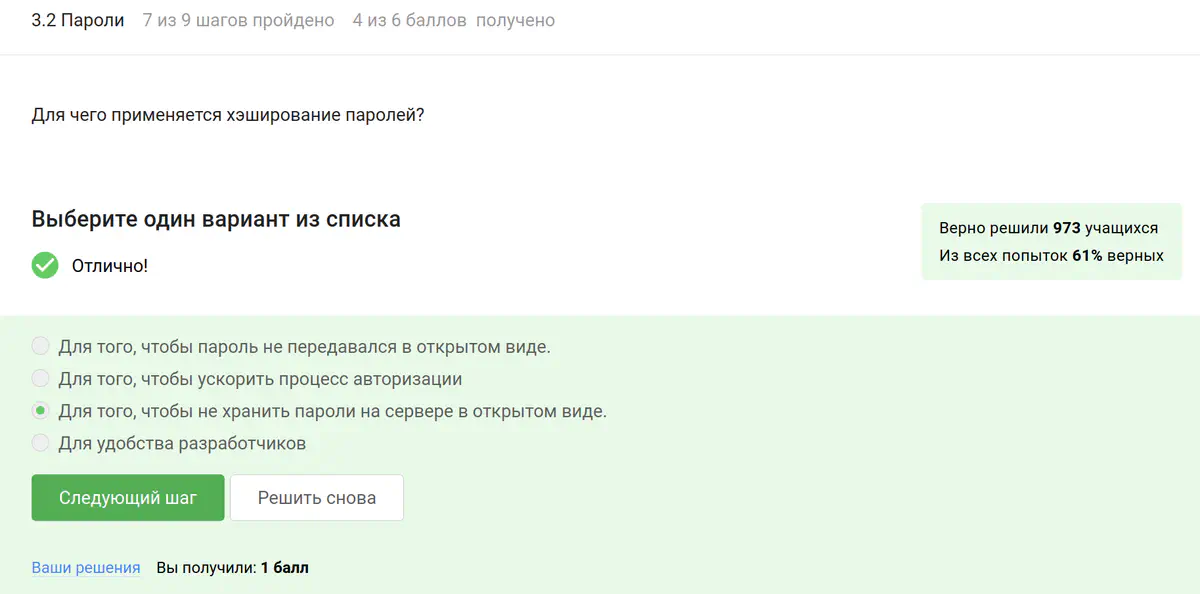 3.2 Пароли 7 из 9 шагов пройдено 4 из 6 баллов получено
Для чего применяется хэширование паролей?
Выберите один вариант из списка
Отлично!
Верно решили 973 учащихся
Из всех попыток 61% верных
Для того, чтобы пароль не передавался в открытом виде.
Для того, чтобы ускорить процесс авторизации
Для того, чтобы не хранить пароли на сервере в открытом виде.
Для удобства разработчиков
Следующий шаг Решить снова
Ваши решения Вы получили: 1 балл